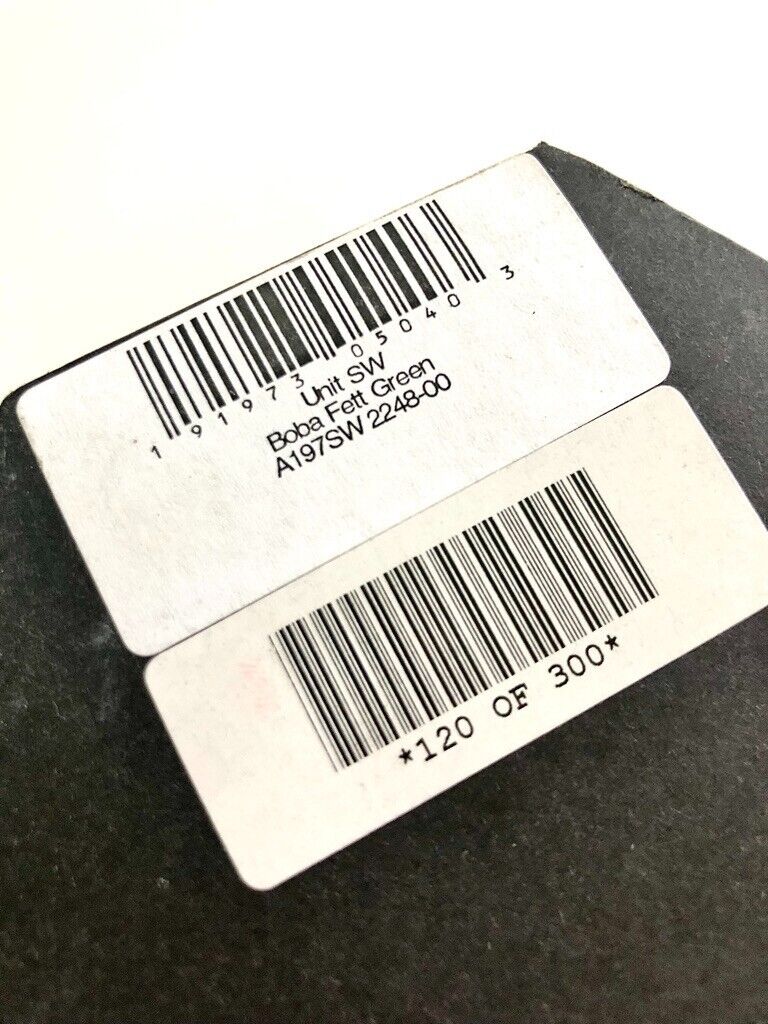 1 91973 05040 3
Unit SW
Boba Fett Green
A197SW 2248-00
*120 OF 300*